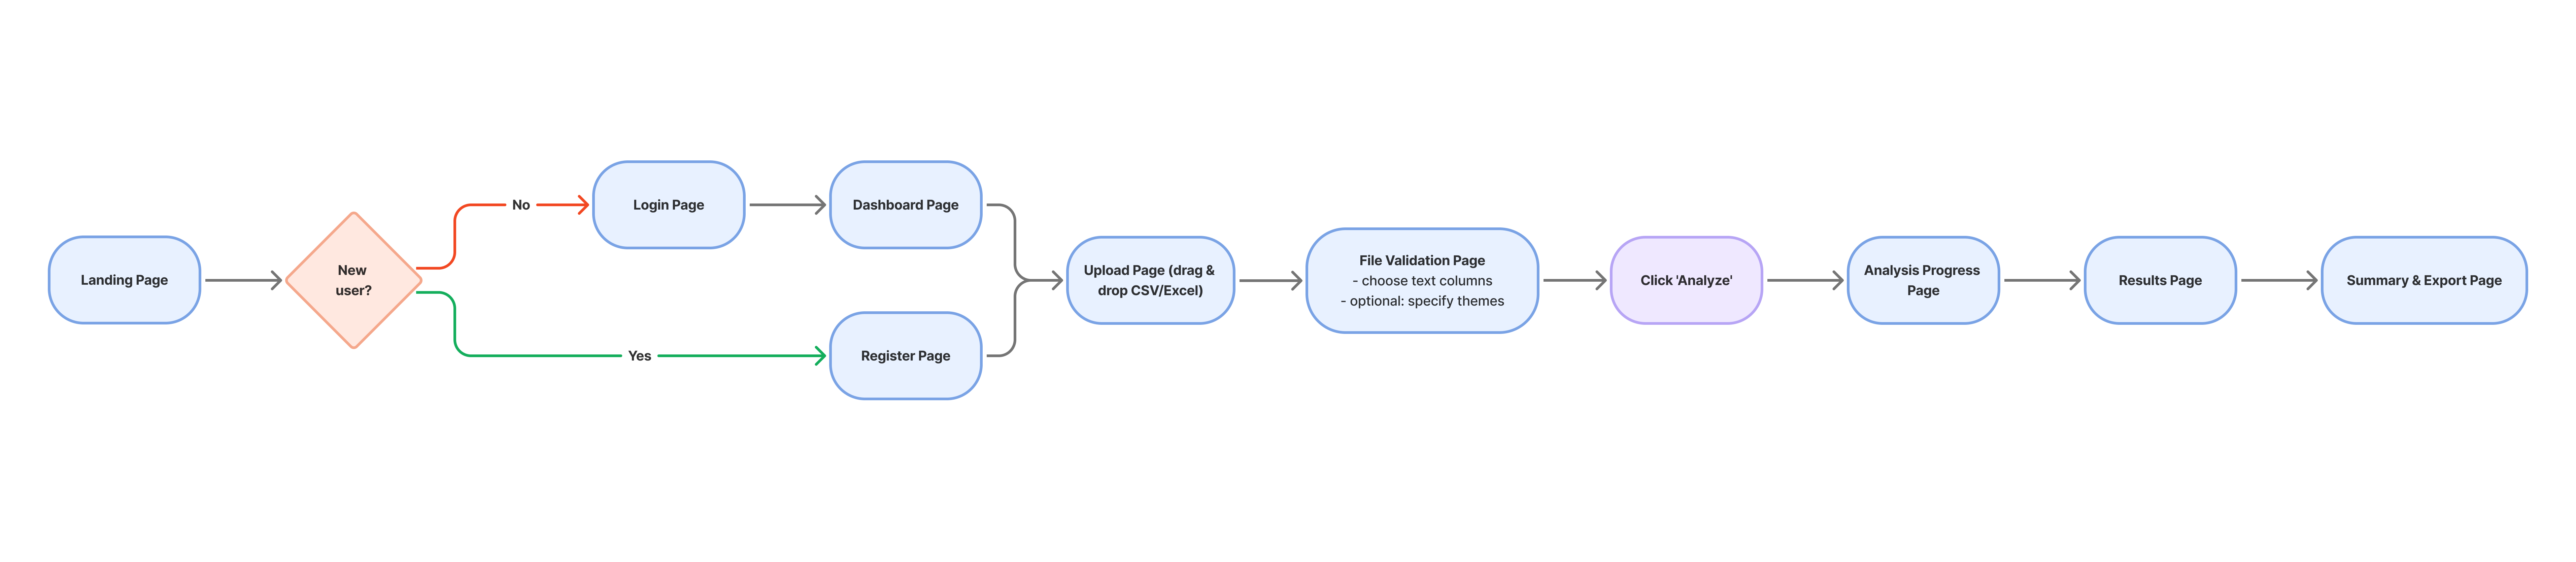 Landing Page
New
user?
No
Login Page
Dashboard Page
Yes
Register Page
Upload Page (drag &
drop CSV/Excel)
File Validation Page
- choose text columns
- optional: specify themes
Click 'Analyze'
Analysis Progress
Page
Results Page
Summary & Export Page